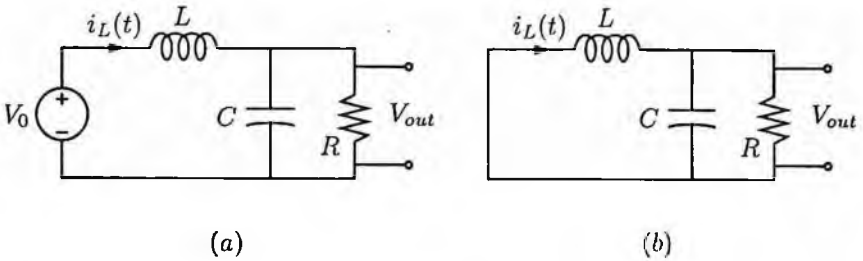 i_L(t) L
V_0 + − C R V_out
(a)
i_L(t) L
C R V_out
(b)